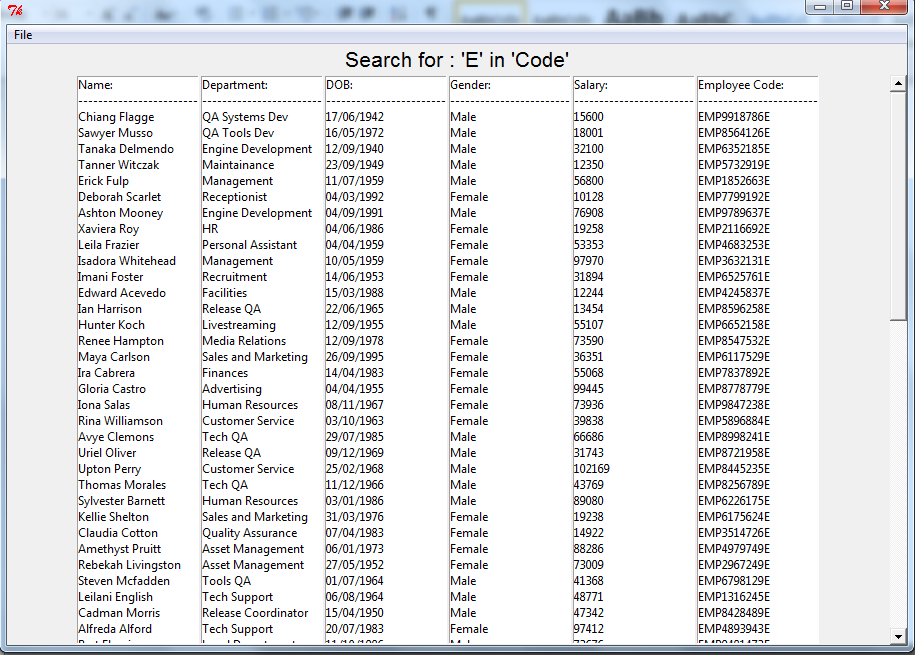 File
Search for : 'E' in 'Code'
Name: Department: DOB: Gender: Salary: Employee Code:
Chiang Flagge QA Systems Dev 17/06/1942 Male 15600 EMP9918786E
Sawyer Musso QA Tools Dev 16/05/1972 Male 18001 EMP8564126E
Tanaka Delmendo Engine Development 12/09/1940 Male 32100 EMP6352185E
Tanner Witczak Maintainance 23/09/1949 Male 12350 EMP5732919E
Erick Fulp Management 11/07/1959 Male 56800 EMP1852663E
Deborah Scarlet Receptionist 04/03/1992 Female 10128 EMP7799192E
Ashton Mooney Engine Development 04/09/1991 Male 76908 EMP9789637E
Xaviera Roy HR 04/06/1986 Female 19258 EMP2116692E
Leila Frazier Personal Assistant 04/04/1959 Female 53353 EMP4683253E
Isadora Whitehead Management 10/05/1959 Female 97970 EMP3632131E
Imani Foster Recruitment 14/06/1953 Female 31894 EMP6525761E
Edward Acevedo Facilities 15/03/1988 Male 12244 EMP4245837E
Ian Harrison Release QA 22/06/1965 Male 13454 EMP8596258E
Hunter Koch Livestreaming 12/09/1955 Male 55107 EMP6652158E
Renee Hampton Media Relations 12/09/1978 Female 73590 EMP8547532E
Maya Carlson Sales and Marketing 26/09/1995 Female 36351 EMP6117529E
Ira Cabrera Finances 14/04/1983 Female 55068 EMP7837892E
Gloria Castro Advertising 04/04/1955 Female 99445 EMP8778779E
Iona Salas Human Resources 08/11/1967 Female 73936 EMP9847238E
Rina Williamson Customer Service 03/10/1963 Female 39838 EMP5896884E
Avye Clemons Tech QA 29/07/1985 Male 66686 EMP8998241E
Uriel Oliver Release QA 09/12/1969 Male 31743 EMP8721958E
Upton Perry Customer Service 25/02/1968 Male 102169 EMP8445235E
Thomas Morales Tech QA 11/12/1966 Male 43769 EMP8256789E
Sylvester Barnett Human Resources 03/01/1986 Male 89080 EMP6226175E
Kellie Shelton Sales and Marketing 31/03/1976 Female 19238 EMP6175624E
Claudia Cotton Quality Assurance 07/04/1983 Female 14922 EMP3514726E
Amethyst Pruitt Asset Management 06/01/1973 Female 88286 EMP4979749E
Rebekah Livingston Asset Management 27/05/1952 Female 73009 EMP2967249E
Steven Mcfadden Tools QA 01/07/1964 Male 41368 EMP6798129E
Leilani English Tech Support 06/08/1964 Male 48771 EMP1316245E
Cadman Morris Release Coordinator 15/04/1950 Male 47342 EMP8428489E
Alfreda Alford Tech Support 20/07/1983 Female 97412 EMP4893943E